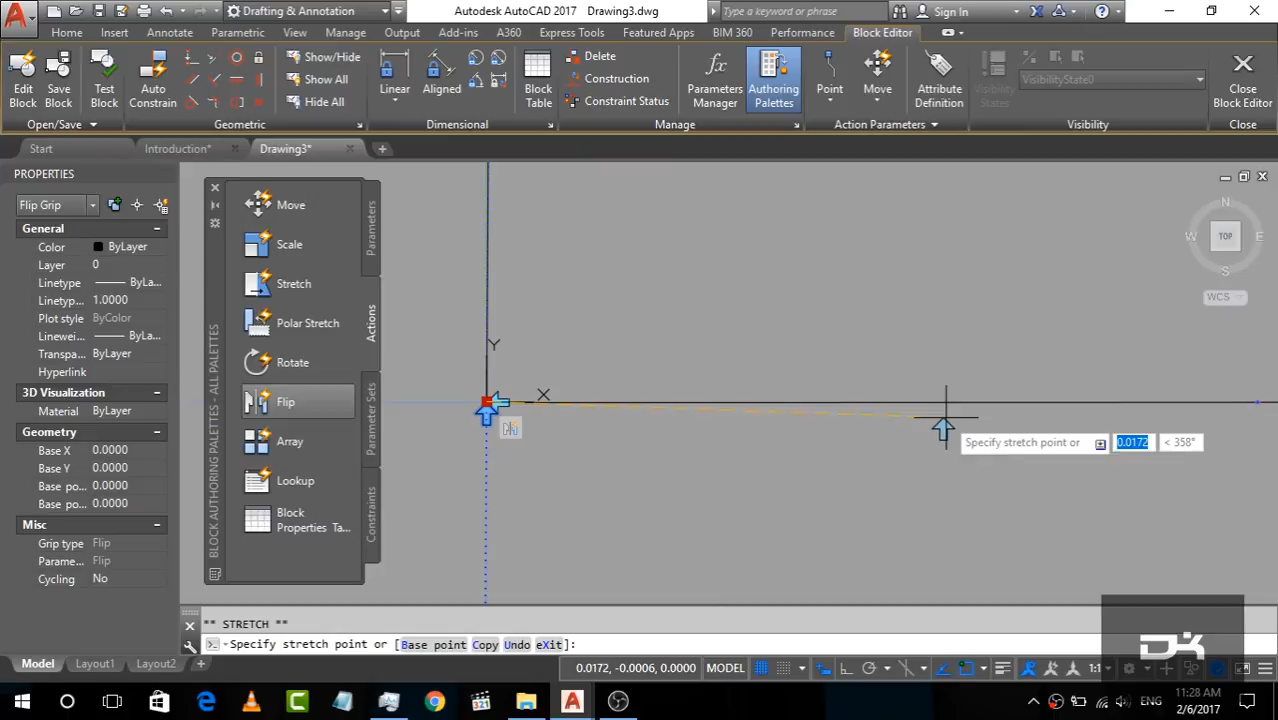 Autodesk AutoCAD 2017 Drawing3.dwg
Drafting & Annotation
Type a keyword or phrase
Sign In
Home Insert Annotate Parametric View Manage Output Add-ins A360 Express Tools Featured Apps BIM 360 Performance Block Editor
Edit Block
Save Block
Test Block
Auto Constrain
Show/Hide
Show All
Hide All
Linear
Aligned
Block Table
Delete
Construction
Constraint Status
Parameters Manager
Authoring Palettes
Point
Move
Attribute Definition
Visibility States
VisibilityState0
Close Block Editor
Open/Save Geometric Dimensional Manage Action Parameters Visibility Close
Start Introduction* Drawing3*
PROPERTIES
Flip Grip
General
Color ByLayer
Layer 0
Linetype ByLa...
Linetyp... 1.0000
Plot style ByColor
Linewei... ByLa...
Transpa... ByLayer
Hyperlink
3D Visualization
Material ByLayer
Geometry
Base X 0.0000
Base Y 0.0000
Base po... 0.0000
Base po... 0.0000
Misc
Grip type Flip
Parame... Flip
Cycling No
Move
Scale
Stretch
Polar Stretch
Rotate
Flip
Array
Lookup
Block
Properties Ta...
Parameters
Actions
Parameter Sets
Constraints
BLOCK AUTHORING PALETTES - ALL PALETTES
Y
X
N
W TOP E
S
WCS
Specify stretch point or 0.0172 < 358°
** STRETCH **
Specify stretch point or [Base point Copy Undo eXit]:
Model Layout1 Layout2 +
0.0172, -0.0006, 0.0000 MODEL 1:1
DK
321
ENG
11:28 AM
2/6/2017